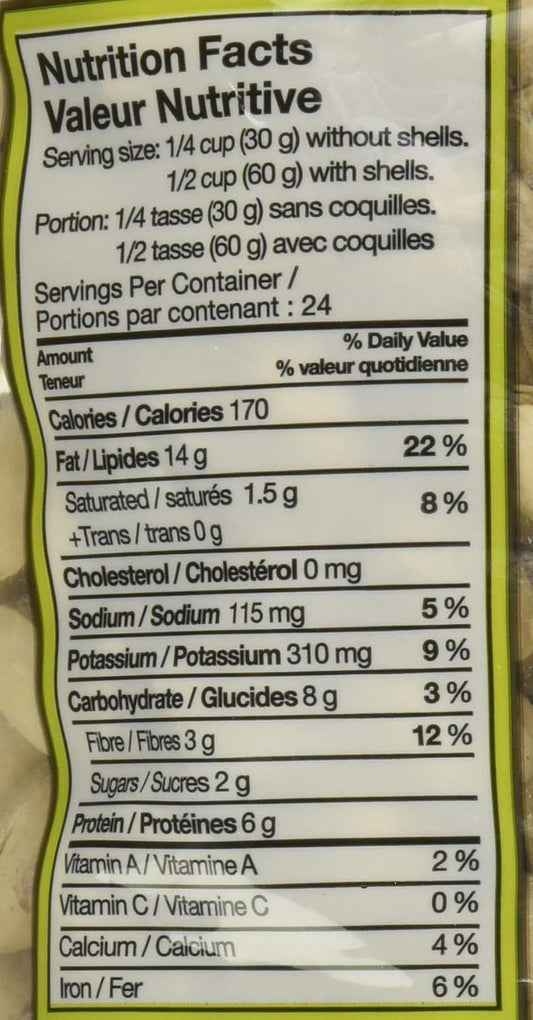 Nutrition Facts
Valeur Nutritive
Serving size: 1/4 cup (30 g) without shells.
1/2 cup (60 g) with shells.
Portion: 1/4 tasse (30 g) sans coquilles.
1/2 tasse (60 g) avec coquilles
Servings Per Container /
Portions par contenant : 24
Amount % Daily Value
Teneur % valeur quotidienne
Calories / Calories 170
Fat / Lipides 14 g 22 %
Saturated / saturés 1.5 g 8 %
+Trans / trans 0 g
Cholesterol / Cholestérol 0 mg
Sodium / Sodium 115 mg 5 %
Potassium / Potassium 310 mg 9 %
Carbohydrate / Glucides 8 g 3 %
Fibre / Fibres 3 g 12 %
Sugars / Sucres 2 g
Protein / Protéines 6 g
Vitamin A / Vitamine A 2 %
Vitamin C / Vitamine C 0 %
Calcium / Calcium 4 %
Iron / Fer 6 %